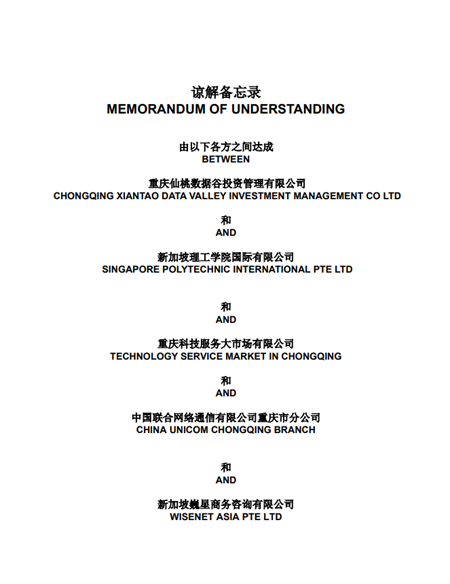 谅解备忘录
MEMORANDUM OF UNDERSTANDING
由以下各方之间达成
BETWEEN
重庆仙桃数据谷投资管理有限公司
CHONGQING XIANTAO DATA VALLEY INVESTMENT MANAGEMENT CO LTD
和
AND
新加坡理工学院国际有限公司
SINGAPORE POLYTECHNIC INTERNATIONAL PTE LTD
和
AND
重庆科技服务大市场有限公司
TECHNOLOGY SERVICE MARKET IN CHONGQING
和
AND
中国联合网络通信有限公司重庆市分公司
CHINA UNICOM CHONGQING BRANCH
和
AND
新加坡巍星商务咨询有限公司
WISENET ASIA PTE LTD